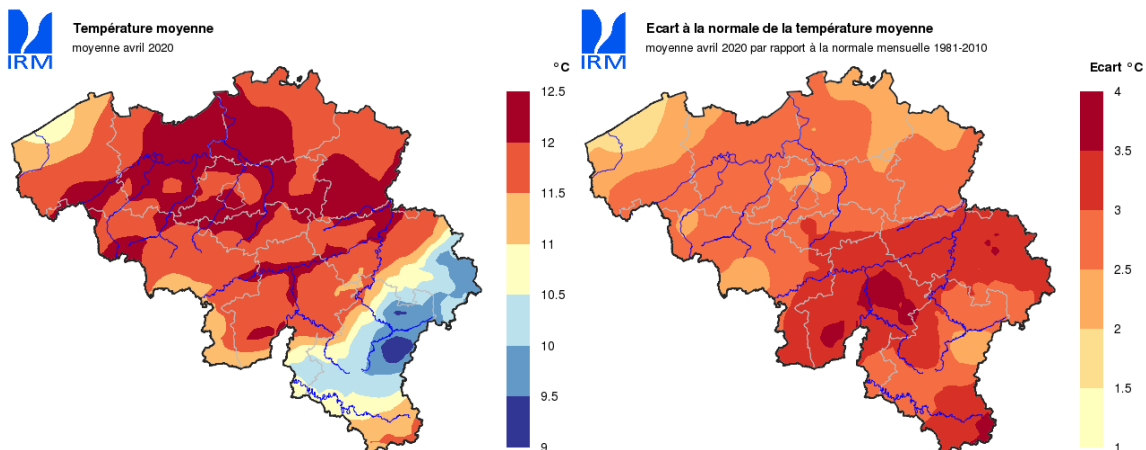 IRM
Température moyenne
moyenne avril 2020
°C
12.5
12
11.5
11
10.5
10
9.5
9
IRM
Ecart à la normale de la température moyenne
moyenne avril 2020 par rapport à la normale mensuelle 1981-2010
Ecart °C
4
3.5
3
2.5
2
1.5
1